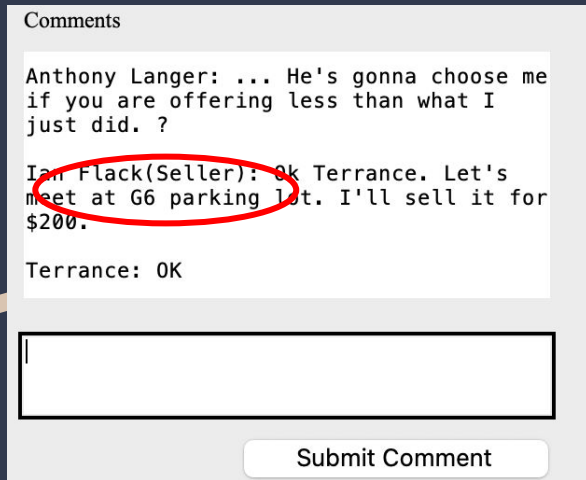 Comments
Anthony Langer: ... He's gonna choose me
if you are offering less than what I
just did. ?
Ian Flack(Seller): Ok Terrance. Let's
meet at G6 parking lot. I'll sell it for
$200.
Terrance: OK
Submit Comment